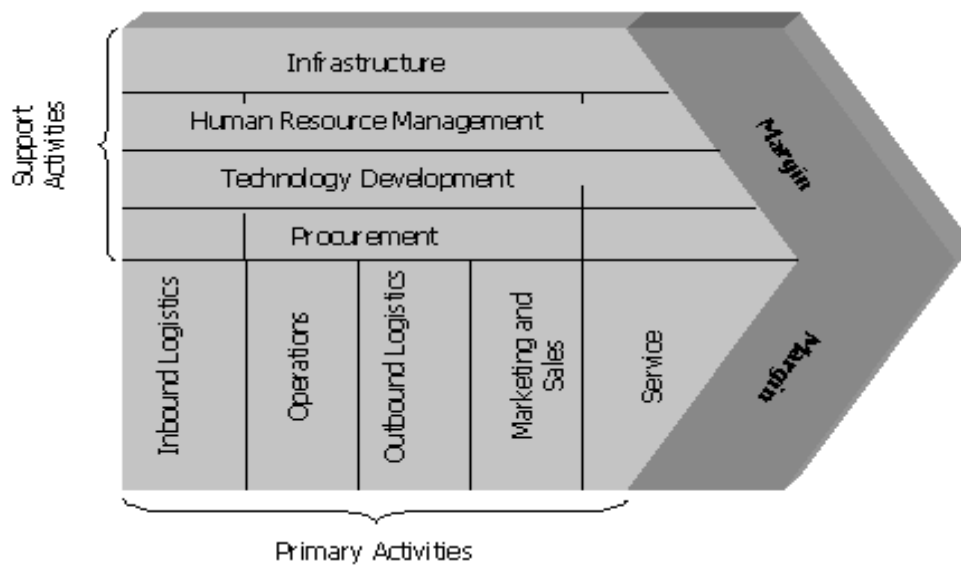 Support
Activities
Infrastructure
Human Resource Management
Technology Development
Procurement
Margin
Inbound Logistics
Operations
Outbound Logistics
Marketing and
Sales
Service
Margin
Primary Activities